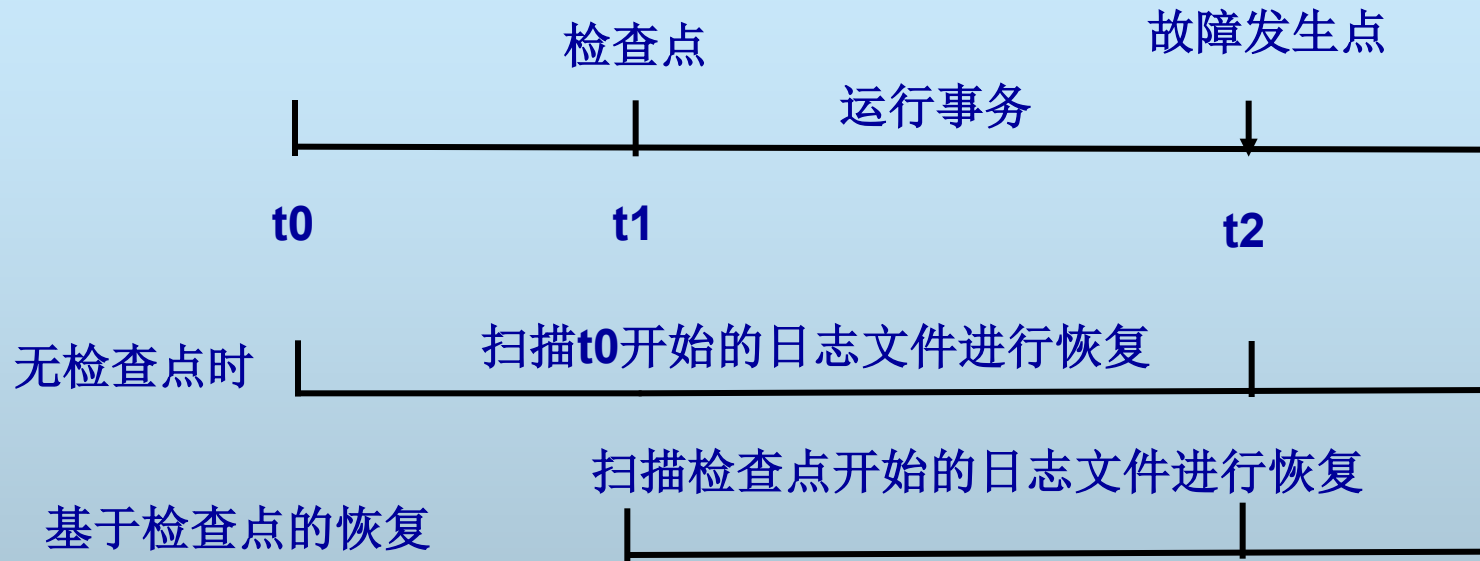 检查点
故障发生点
运行事务
t0
t1
t2
无检查点时
扫描t0开始的日志文件进行恢复
扫描检查点开始的日志文件进行恢复
基于检查点的恢复